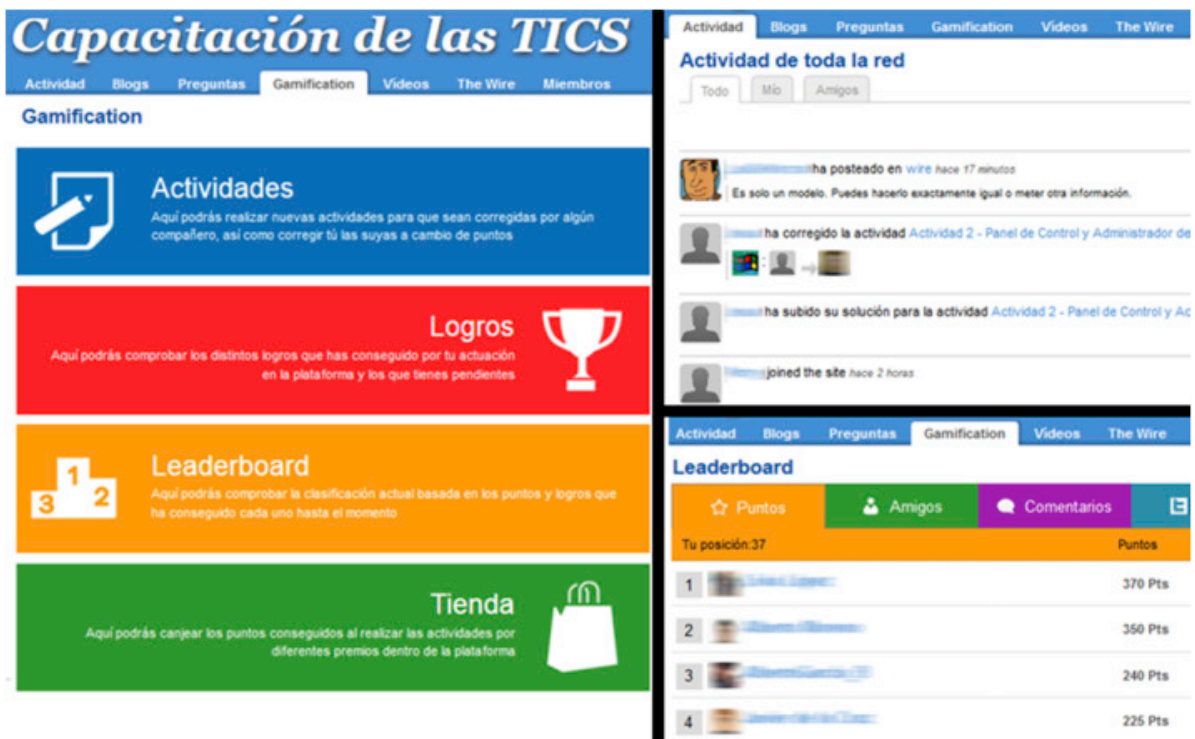 Capacitación de las TICS
Actividad Blogs Preguntas Gamification Videos The Wire Miembros
Gamification
Actividades
Aquí podrás realizar nuevas actividades para que sean corregidas por algún
compañero, así como corregir tú las suyas a cambio de puntos
Logros
Aquí podrás comprobar los distintos logros que has conseguido por tu actuación
en la plataforma y los que tienes pendientes
1
2
3
Leaderboard
Aquí podrás comprobar la clasificación actual basada en los puntos y logros que
ha conseguido cada uno hasta el momento
Tienda
Aquí podrás canjear los puntos conseguidos al realizar las actividades por
diferentes premios dentro de la plataforma
Actividad Blogs Preguntas Gamification Videos The Wire
Actividad de toda la red
Todo Mío Amigos
ha posteado en wire hace 17 minutos
Es solo un modelo. Puedes hacerlo exactamente igual o meter otra información.
ha corregido la actividad Actividad 2 - Panel de Control y Administrador de
ha subido su solución para la actividad Actividad 2 - Panel de Control y Ac
joined the site hace 2 horas
Actividad Blogs Preguntas Gamification Videos The Wire
Leaderboard
Puntos Amigos Comentarios
Tu posición:37 Puntos
1 370 Pts
2 350 Pts
3 240 Pts
4 225 Pts